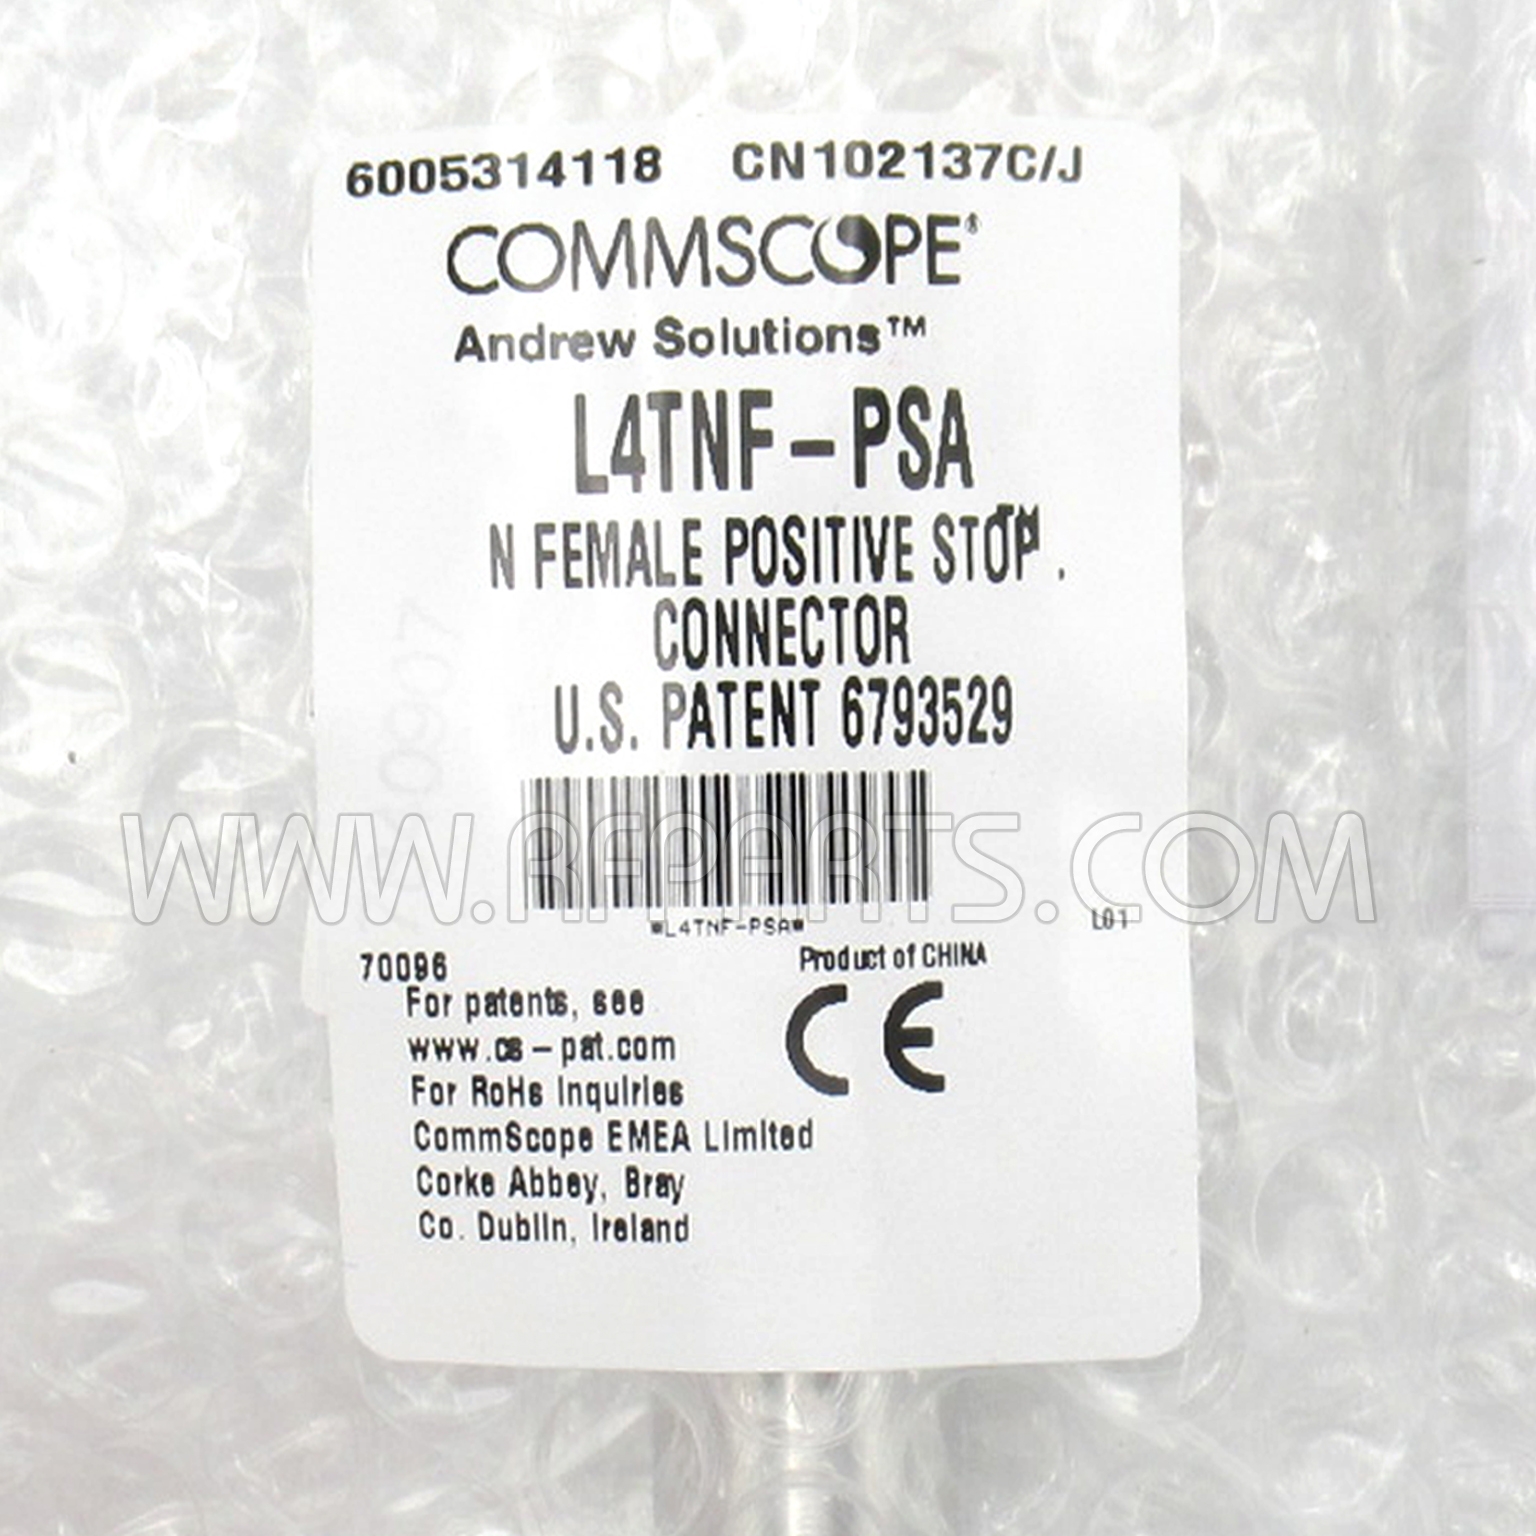 6005314118 CN102137C/J
COMMSCOPE®
Andrew Solutions™
L4TNF-PSA
N FEMALE POSITIVE STOP™.
CONNECTOR
U.S. PATENT 6793529
WWW.RFPARTS.COM
*L4TNF-PSA*
L01
70096
Product of CHINA
For patents, see
www.cs-pat.com
CE
For RoHs Inquiries
CommScope EMEA Limited
Corke Abbey, Bray
Co. Dublin, Ireland